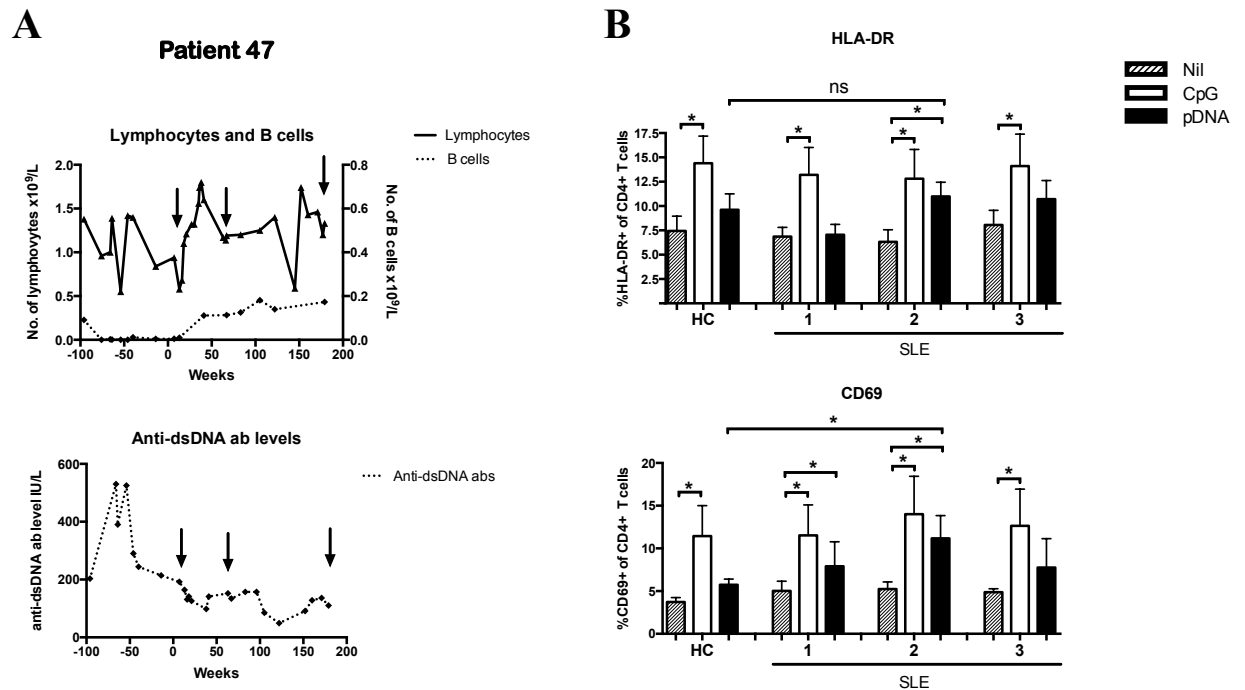 A
Patient 47
Lymphocytes and B cells
Lymphocytes
B cells
No. of lymphovytes x10⁹/L
2.0
1.5
1.0
0.5
0.0
0.8
0.6
0.4
0.2
0.0
No. of B cells x10⁹/L
-100 -50 0 50 100 150 200
Weeks
Anti-dsDNA ab levels
Anti-dsDNA abs
anti-dsDNA ab level IU/L
600
400
200
0
-100 -50 0 50 100 150 200
Weeks
B
HLA-DR
Nil
CpG
pDNA
ns
* * * * *
%HLA-DR+ of CD4+ T cells
17.5
15.0
12.5
10.0
7.5
5.0
2.5
HC 1 2 3
SLE
CD69
*
* * * * * *
%CD69+ of CD4+ T cells
20
15
10
5
0
HC 1 2 3
SLE